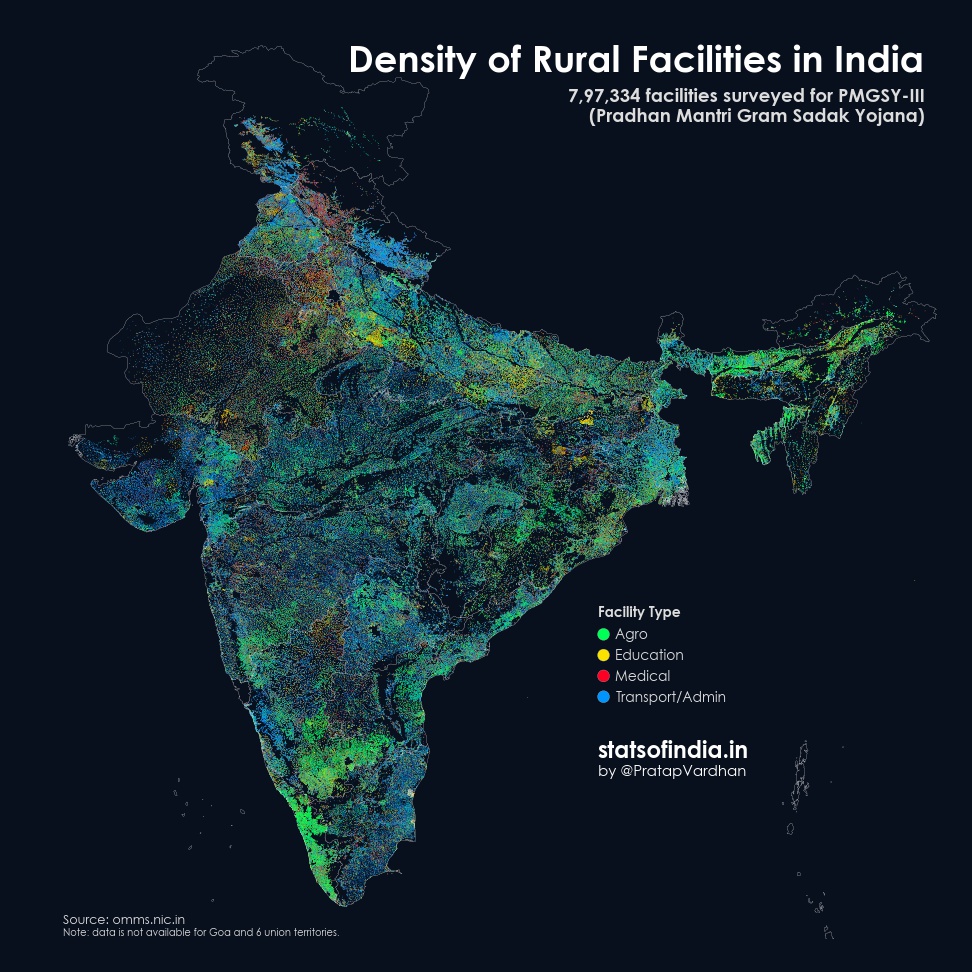 Density of Rural Facilities in India
7,97,334 facilities surveyed for PMGSY-III
(Pradhan Mantri Gram Sadak Yojana)
Facility Type
Agro
Education
Medical
Transport/Admin
statsofindia.in
by @PratapVardhan
Source: omms.nic.in
Note: data is not available for Goa and 6 union territories.